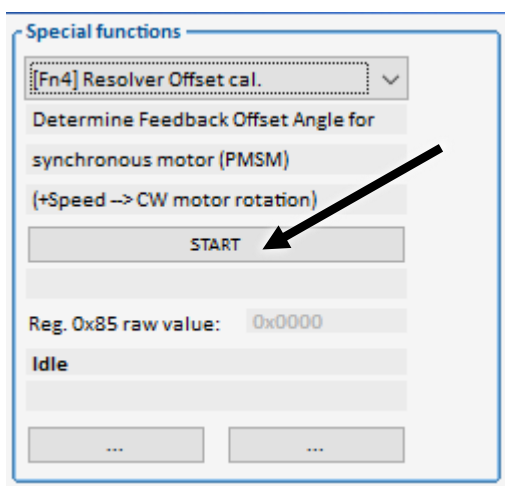 Special functions
[Fn4] Resolver Offset cal.
Determine Feedback Offset Angle for
synchronous motor (PMSM)
(+Speed --> CW motor rotation)
START
Reg. 0x85 raw value: 0x0000
Idle
... ...